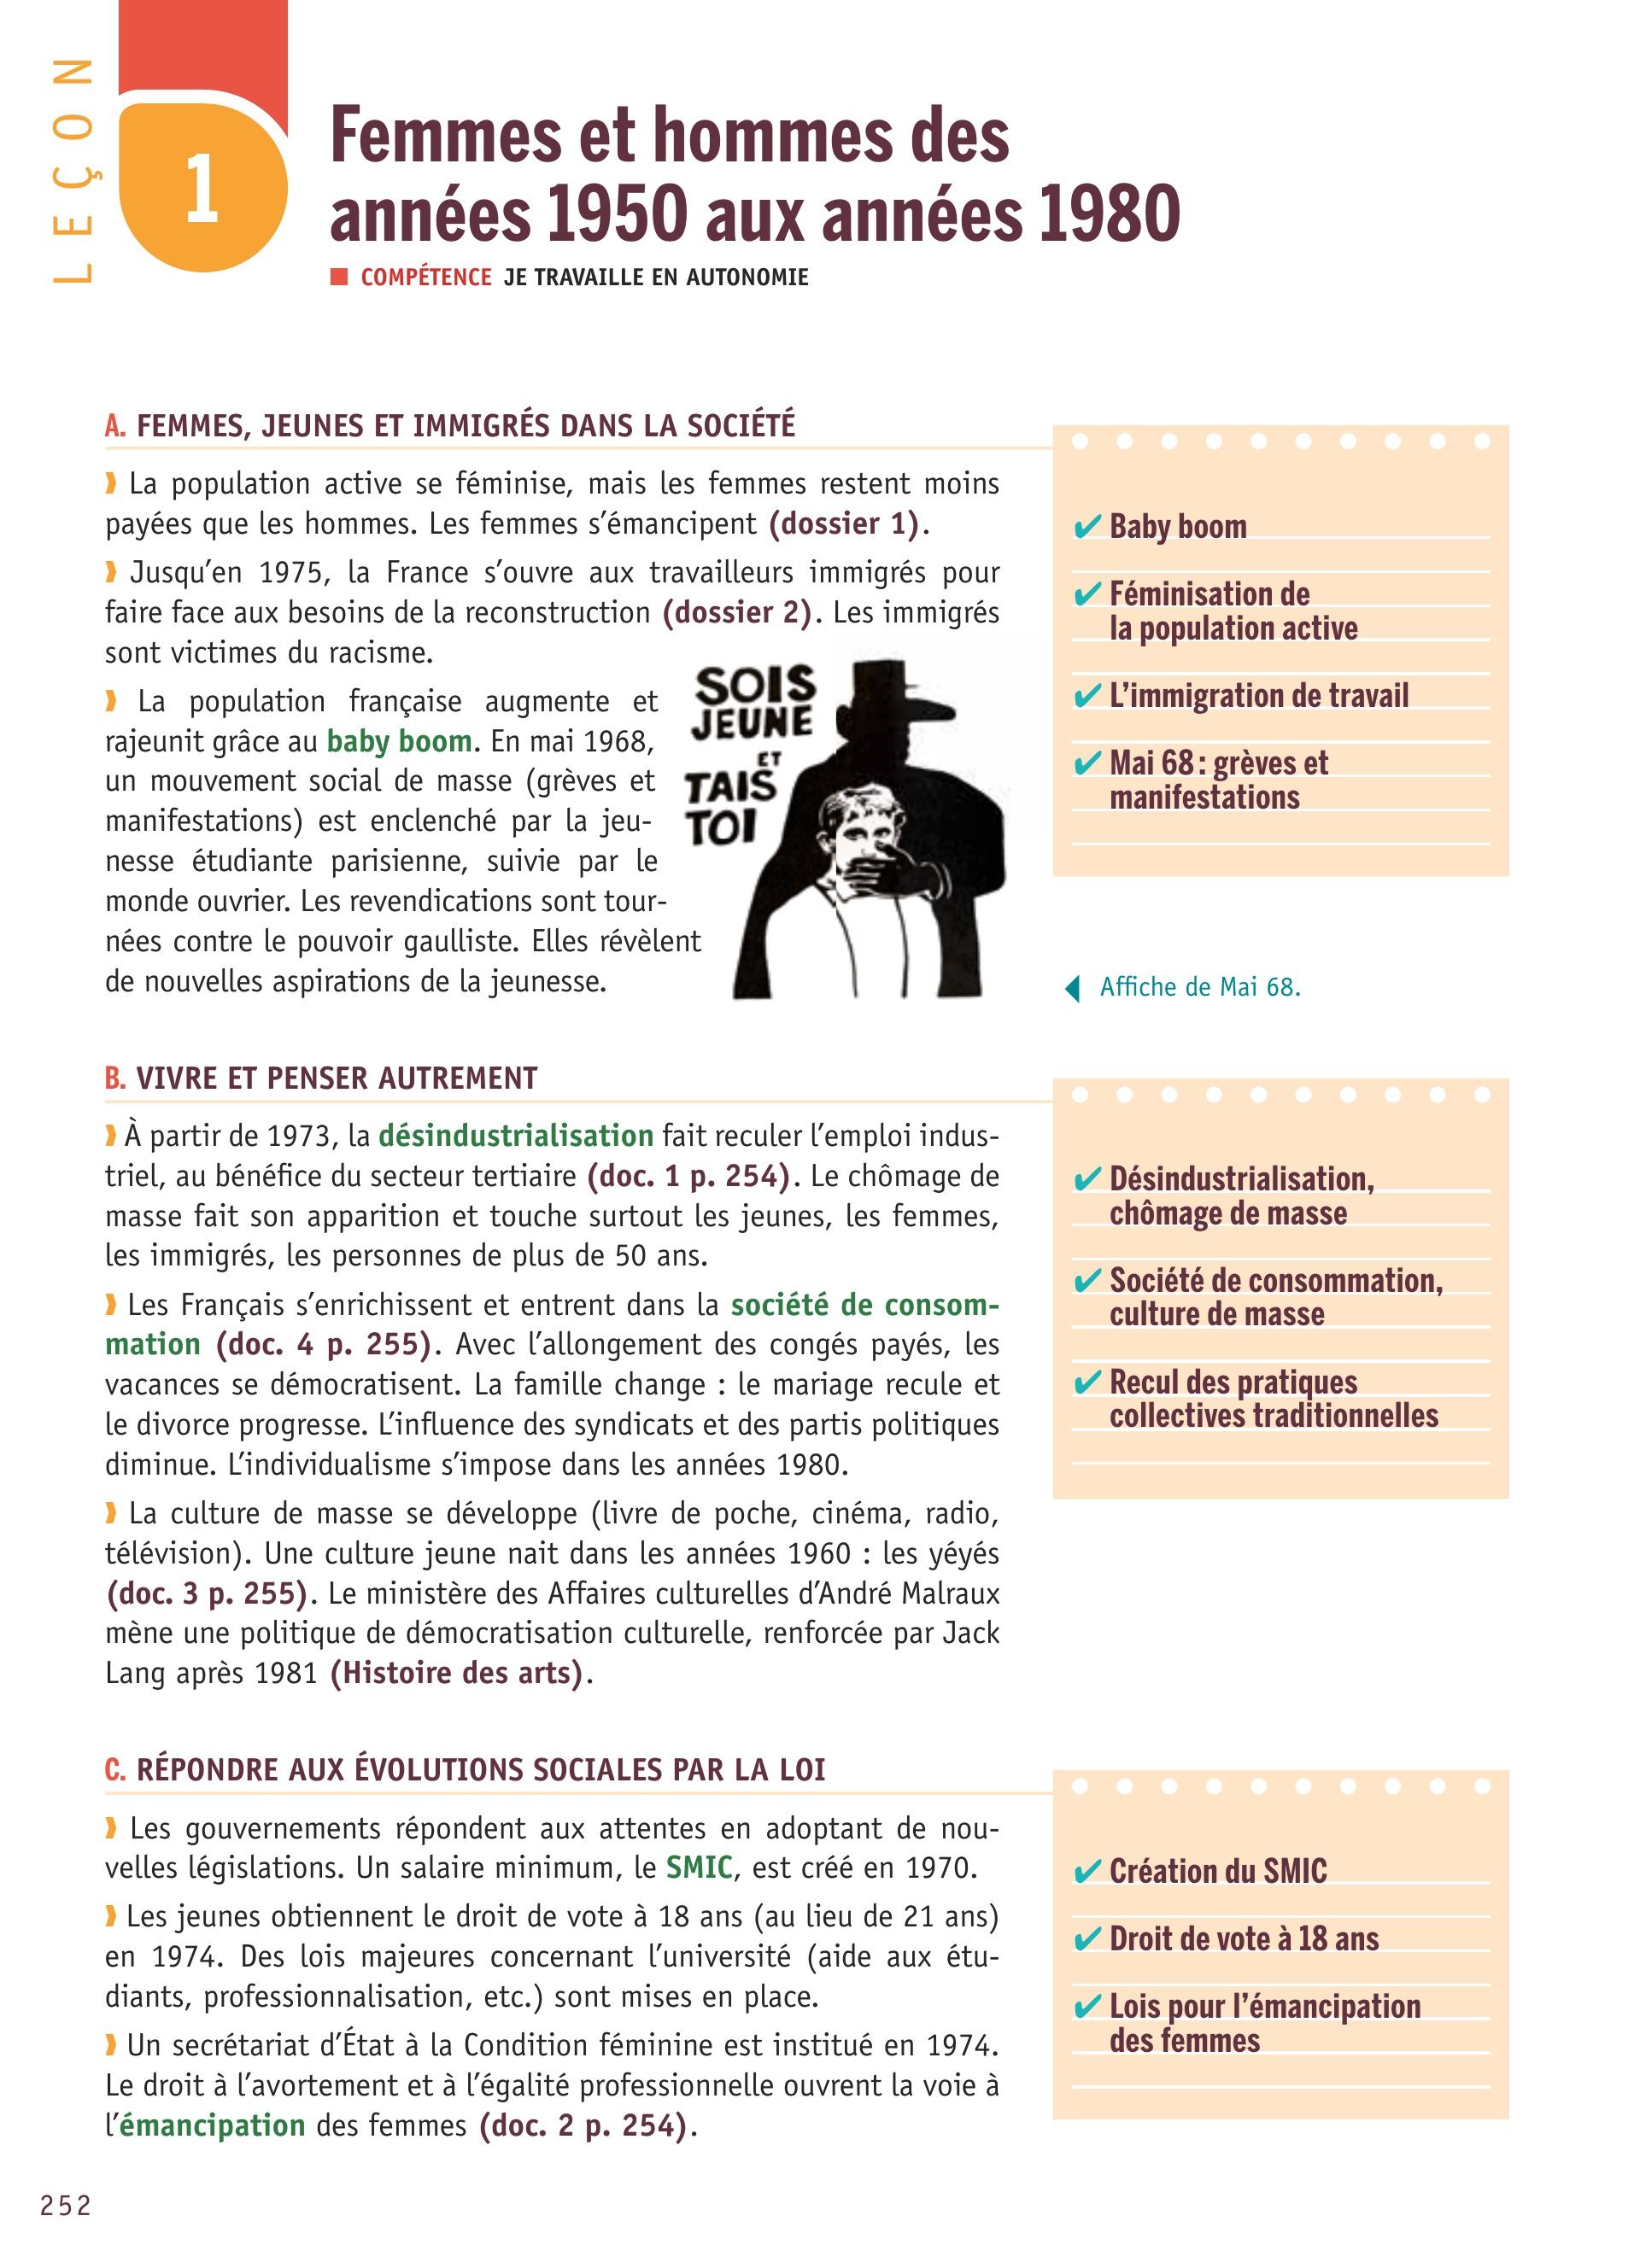 LEÇON
1
Femmes et hommes des
années 1950 aux années 1980
COMPÉTENCE JE TRAVAILLE EN AUTONOMIE
A. FEMMES, JEUNES ET IMMIGRÉS DANS LA SOCIÉTÉ
La population active se féminise, mais les femmes restent moins
payées que les hommes. Les femmes s’émancipent (dossier 1).
Jusqu’en 1975, la France s’ouvre aux travailleurs immigrés pour
faire face aux besoins de la reconstruction (dossier 2). Les immigrés
sont victimes du racisme.
La population française augmente et
rajeunit grâce au baby boom. En mai 1968,
un mouvement social de masse (grèves et
manifestations) est enclenché par la jeu-
nesse étudiante parisienne, suivie par le
monde ouvrier. Les revendications sont tour-
nées contre le pouvoir gaulliste. Elles révèlent
de nouvelles aspirations de la jeunesse.
SOIS
JEUNE
ET
TAIS
TOI
✔ Baby boom
✔ Féminisation de
la population active
✔ L’immigration de travail
✔ Mai 68 : grèves et
manifestations
Affiche de Mai 68.
B. VIVRE ET PENSER AUTREMENT
À partir de 1973, la désindustrialisation fait reculer l’emploi indus-
triel, au bénéfice du secteur tertiaire (doc. 1 p. 254). Le chômage de
masse fait son apparition et touche surtout les jeunes, les femmes,
les immigrés, les personnes de plus de 50 ans.
Les Français s’enrichissent et entrent dans la société de consom-
mation (doc. 4 p. 255). Avec l’allongement des congés payés, les
vacances se démocratisent. La famille change : le mariage recule et
le divorce progresse. L’influence des syndicats et des partis politiques
diminue. L’individualisme s’impose dans les années 1980.
La culture de masse se développe (livre de poche, cinéma, radio,
télévision). Une culture jeune nait dans les années 1960 : les yéyés
(doc. 3 p. 255). Le ministère des Affaires culturelles d’André Malraux
mène une politique de démocratisation culturelle, renforcée par Jack
Lang après 1981 (Histoire des arts).
✔ Désindustrialisation,
chômage de masse
✔ Société de consommation,
culture de masse
✔ Recul des pratiques
collectives traditionnelles
C. RÉPONDRE AUX ÉVOLUTIONS SOCIALES PAR LA LOI
Les gouvernements répondent aux attentes en adoptant de nou-
velles législations. Un salaire minimum, le SMIC, est créé en 1970.
Les jeunes obtiennent le droit de vote à 18 ans (au lieu de 21 ans)
en 1974. Des lois majeures concernant l’université (aide aux étu-
diants, professionnalisation, etc.) sont mises en place.
Un secrétariat d’État à la Condition féminine est institué en 1974.
Le droit à l’avortement et à l’égalité professionnelle ouvrent la voie à
l’émancipation des femmes (doc. 2 p. 254).
✔ Création du SMIC
✔ Droit de vote à 18 ans
✔ Lois pour l’émancipation
des femmes
252